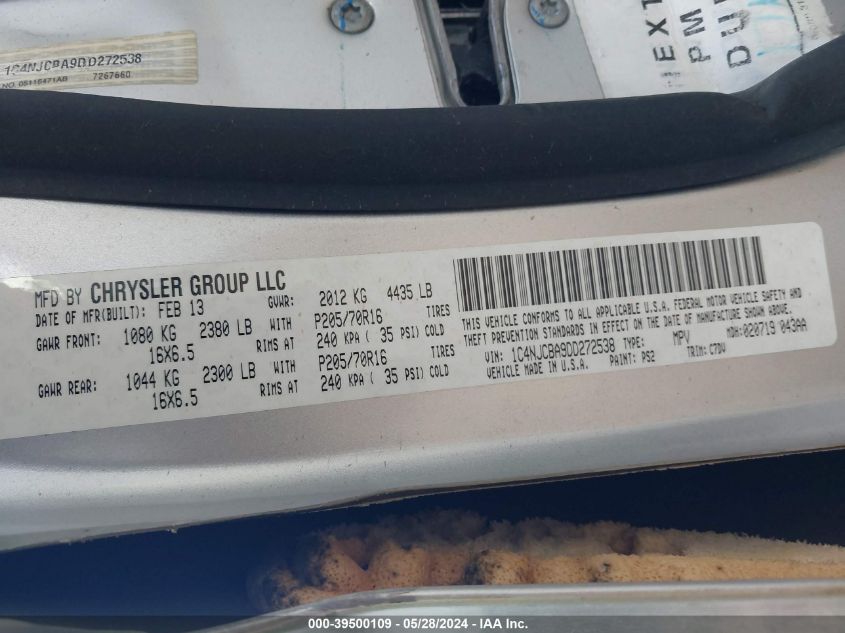 1C4NJCBA9DD272538
NO. 05116471AB 7267660
HEXT
PM
DU
MFD BY CHRYSLER GROUP LLC
DATE OF MFR(BUILT): FEB 13 GVWR: 2012 KG 4435 LB
GAWR FRONT: 1080 KG 2380 LB WITH P205/70R16 TIRES
16X6.5 RIMS AT 240 KPA ( 35 PSI) COLD
GAWR REAR: 1044 KG 2300 LB WITH P205/70R16 TIRES
16X6.5 RIMS AT 240 KPA ( 35 PSI) COLD
THIS VEHICLE CONFORMS TO ALL APPLICABLE U.S.A. FEDERAL MOTOR VEHICLE SAFETY AND
THEFT PREVENTION STANDARDS IN EFFECT ON THE DATE OF MANUFACTURE SHOWN ABOVE.
VIN: 1C4NJCBA9DD272538 TYPE: MPV MDH: 020719 043AA
VEHICLE MADE IN U.S.A. PAINT: PS2 TRIM: C7DV
000-39500109 - 05/28/2024 - IAA Inc.